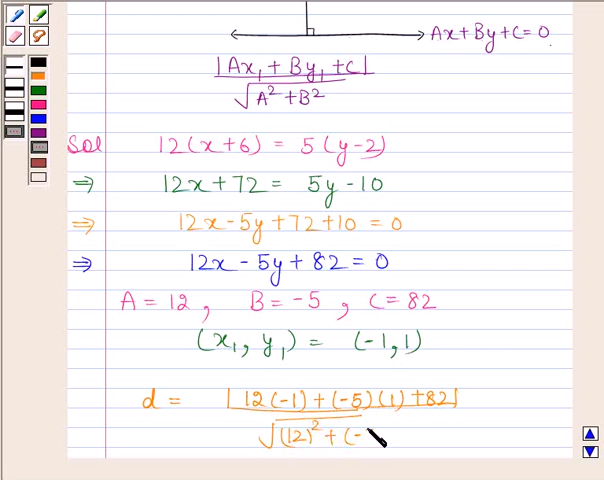 Ax+By+C=0
|Ax₁ + By₁ + C|
√A² + B²
Sol 12(x+6) = 5(y-2)
⇒ 12x+72 = 5y-10
⇒ 12x-5y+72+10 = 0
⇒ 12x-5y+82=0
A = 12, B = -5, C = 82
(x₁, y₁) = (-1, 1)
d = |12(-1)+(-5)(1)+82|
√(12)²+(-